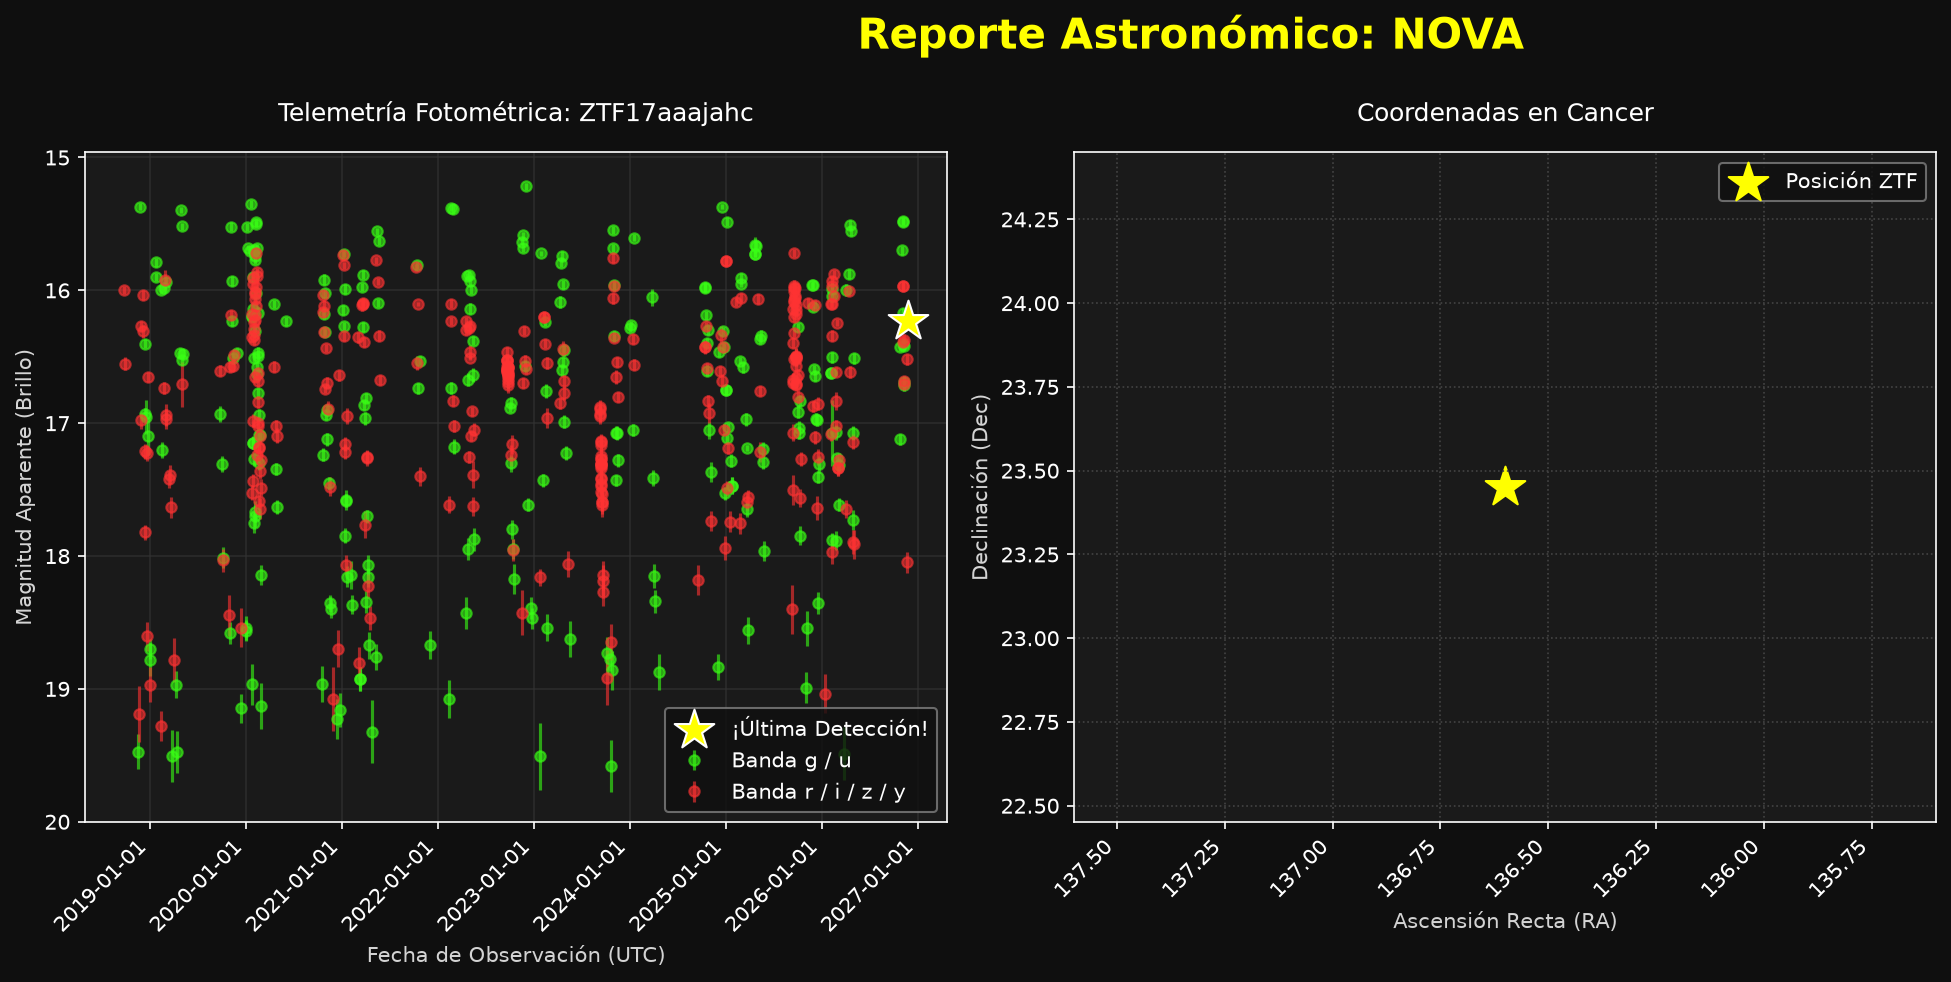 Reporte Astronómico: NOVA
Telemetría Fotométrica: ZTF17aaajahc
Magnitud Aparente (Brillo)
15
16
17
18
19
20
¡Última Detección!
Banda g / u
Banda r / i / z / y
2019-01-01
2020-01-01
2021-01-01
2022-01-01
2023-01-01
2024-01-01
2025-01-01
2026-01-01
2027-01-01
Fecha de Observación (UTC)
Coordenadas en Cancer
Posición ZTF
Declinación (Dec)
24.25
24.00
23.75
23.50
23.25
23.00
22.75
22.50
137.50
137.25
137.00
136.75
136.50
136.25
136.00
135.75
Ascensión Recta (RA)